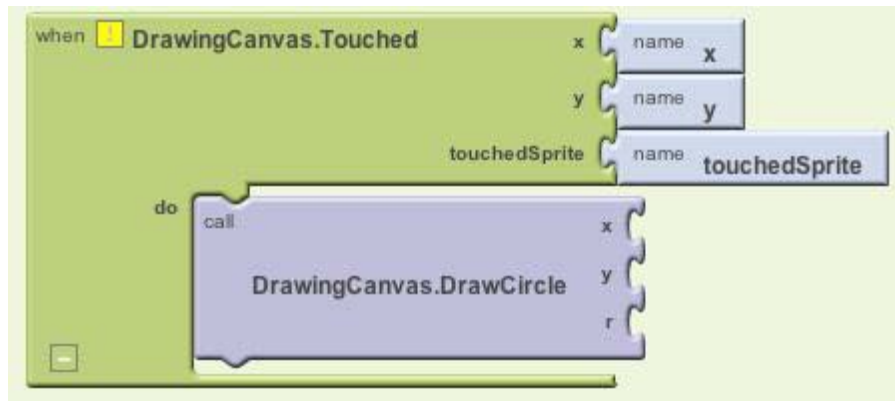 when ! DrawingCanvas.Touched x name x
y name y
touchedSprite name touchedSprite
do call x
DrawingCanvas.DrawCircle y
r